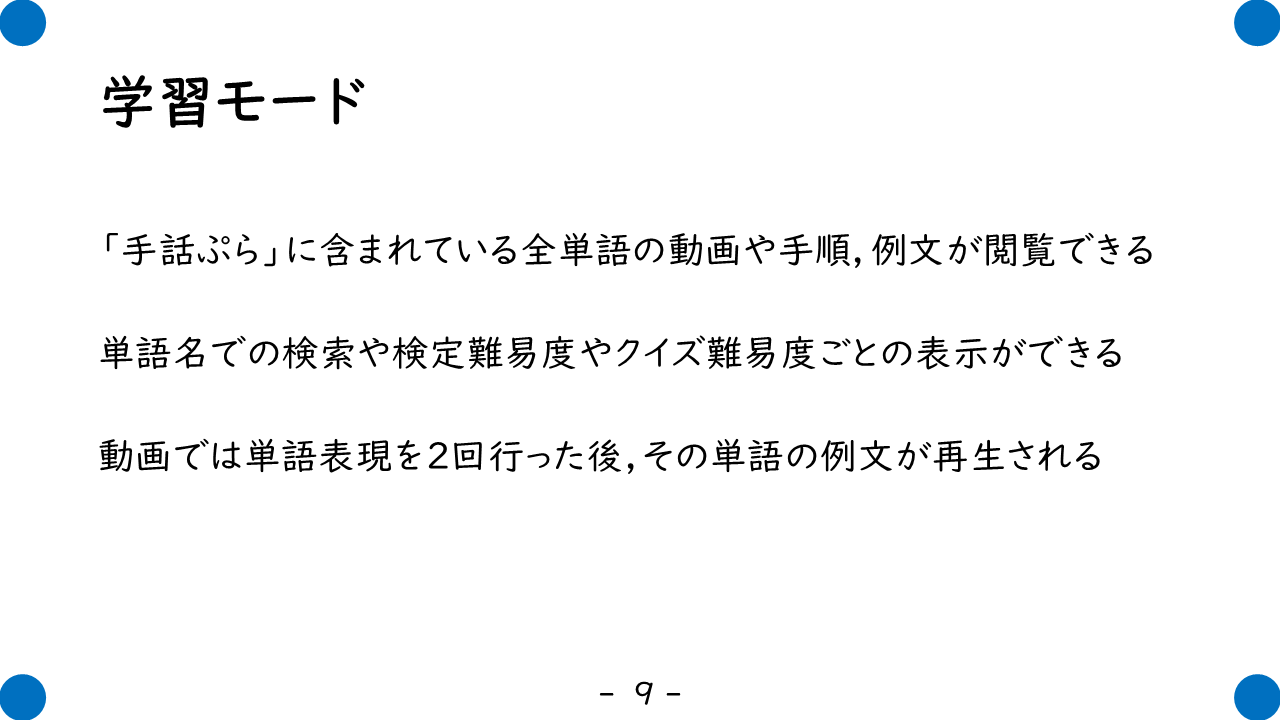 学習モード
「手話ぷら」に含まれている全単語の動画や手順,例文が閲覧できる
単語名での検索や検定難易度やクイズ難易度ごとの表示ができる
動画では単語表現を2回行った後,その単語の例文が再生される
- 9 -